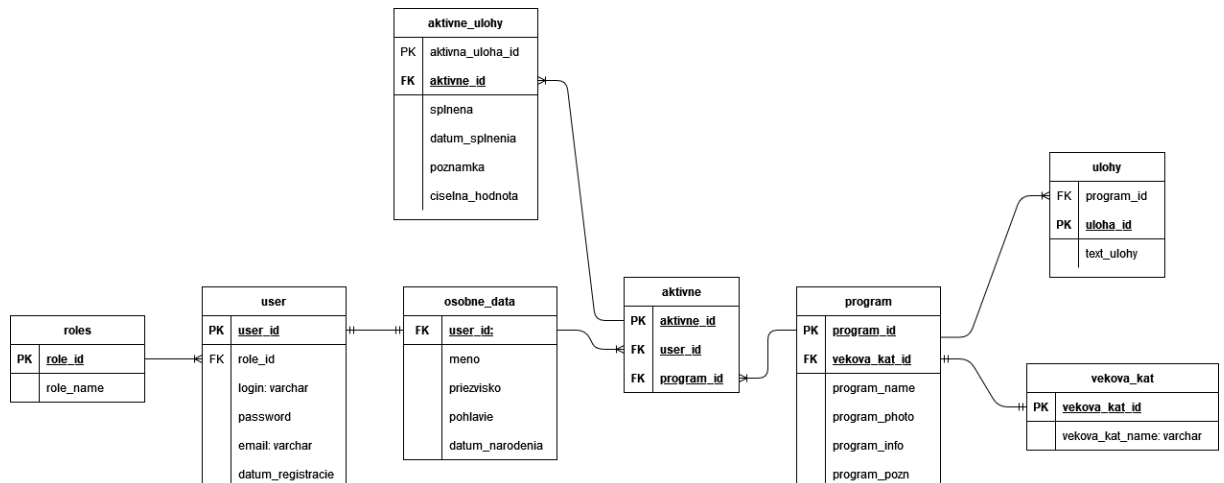 aktivne_ulohy
PK aktivna_uloha_id
FK aktivne_id
splnena
datum_splnenia
poznamka
ciselna_hodnota
ulohy
FK program_id
PK uloha_id
text_ulohy
roles
PK role_id
role_name
user
PK user_id
FK role_id
login: varchar
password
email: varchar
datum_registracie
osobne_data
FK user_id:
meno
priezvisko
pohlavie
datum_narodenia
aktivne
PK aktivne_id
FK user_id
FK program_id
program
PK program_id
FK vekova_kat_id
program_name
program_photo
program_info
program_pozn
vekova_kat
PK vekova_kat_id
vekova_kat_name: varchar